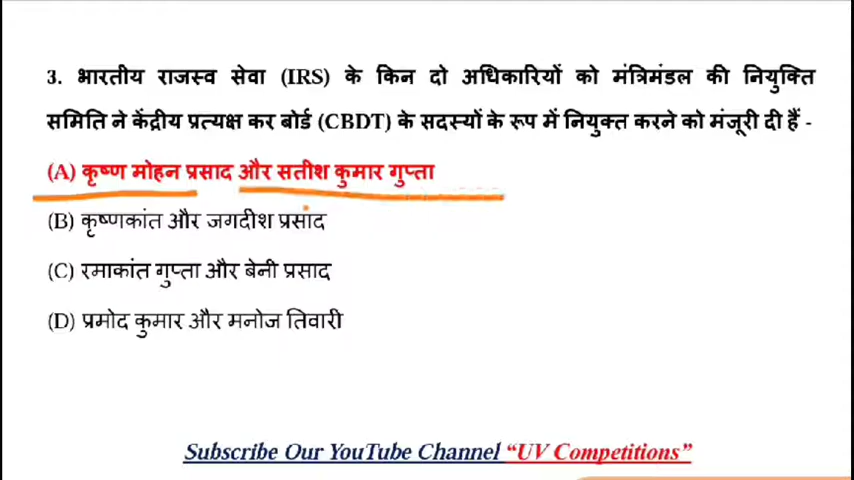 3. भारतीय राजस्व सेवा (IRS) के किन दो अधिकारियों को मंत्रिमंडल की नियुक्ति
समिति ने केंद्रीय प्रत्यक्ष कर बोर्ड (CBDT) के सदस्यों के रूप में नियुक्त करने को मंजूरी दी हैं -
(A) कृष्ण मोहन प्रसाद और सतीश कुमार गुप्ता
(B) कृष्णकांत और जगदीश प्रसाद
(C) रमाकांत गुप्ता और बेनी प्रसाद
(D) प्रमोद कुमार और मनोज तिवारी
Subscribe Our YouTube Channel “UV Competitions”